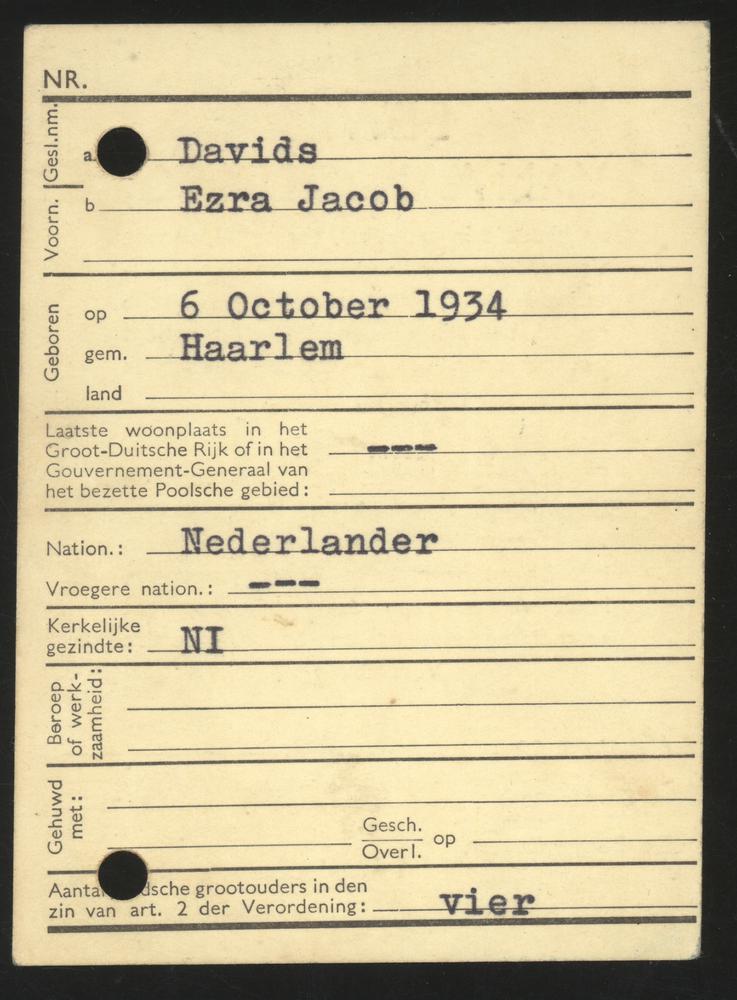 NR.
Gesl.nm. a. Davids
Voorn. b Ezra Jacob
Geboren op 6 October 1934
gem. Haarlem
land
Laatste woonplaats in het
Groot-Duitsche Rijk of in het ---
Gouvernement-Generaal van
het bezette Poolsche gebied:
Nation.: Nederlander
Vroegere nation.: ---
Kerkelijke
gezindte: NI
Beroep
of werk-
zaamheid:
Gehuwd
met:
Gesch.
Overl. op
Aanta dsche grootouders in den
zin van art. 2 der Verordening: vier